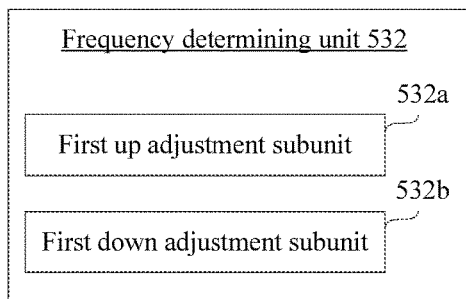 Frequency determining unit 532
532a
First up adjustment subunit
532b
First down adjustment subunit